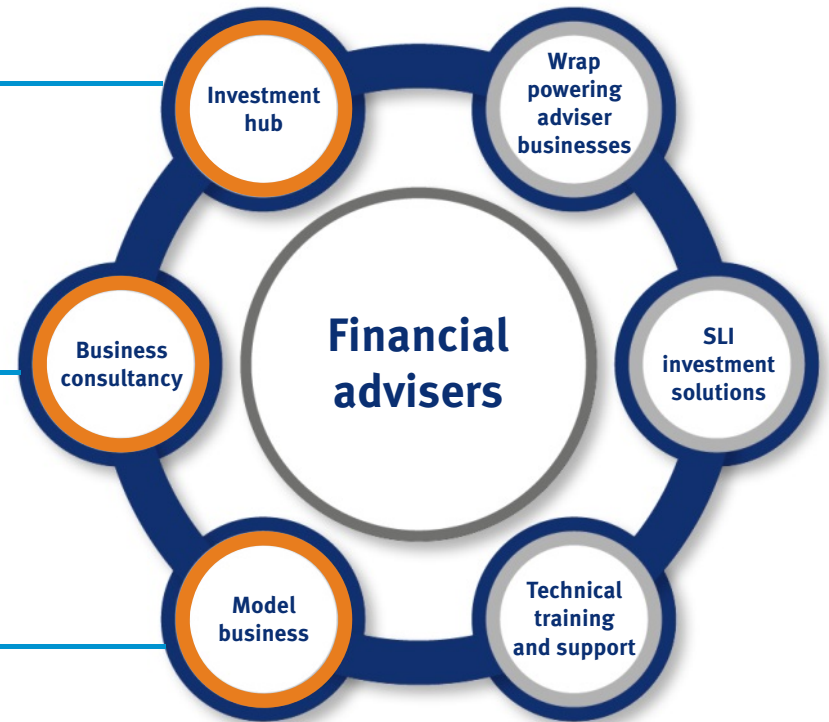 Investment
hub
Wrap
powering
adviser
businesses
Business
consultancy
Financial
advisers
SLI
investment
solutions
Model
business
Technical
training
and support